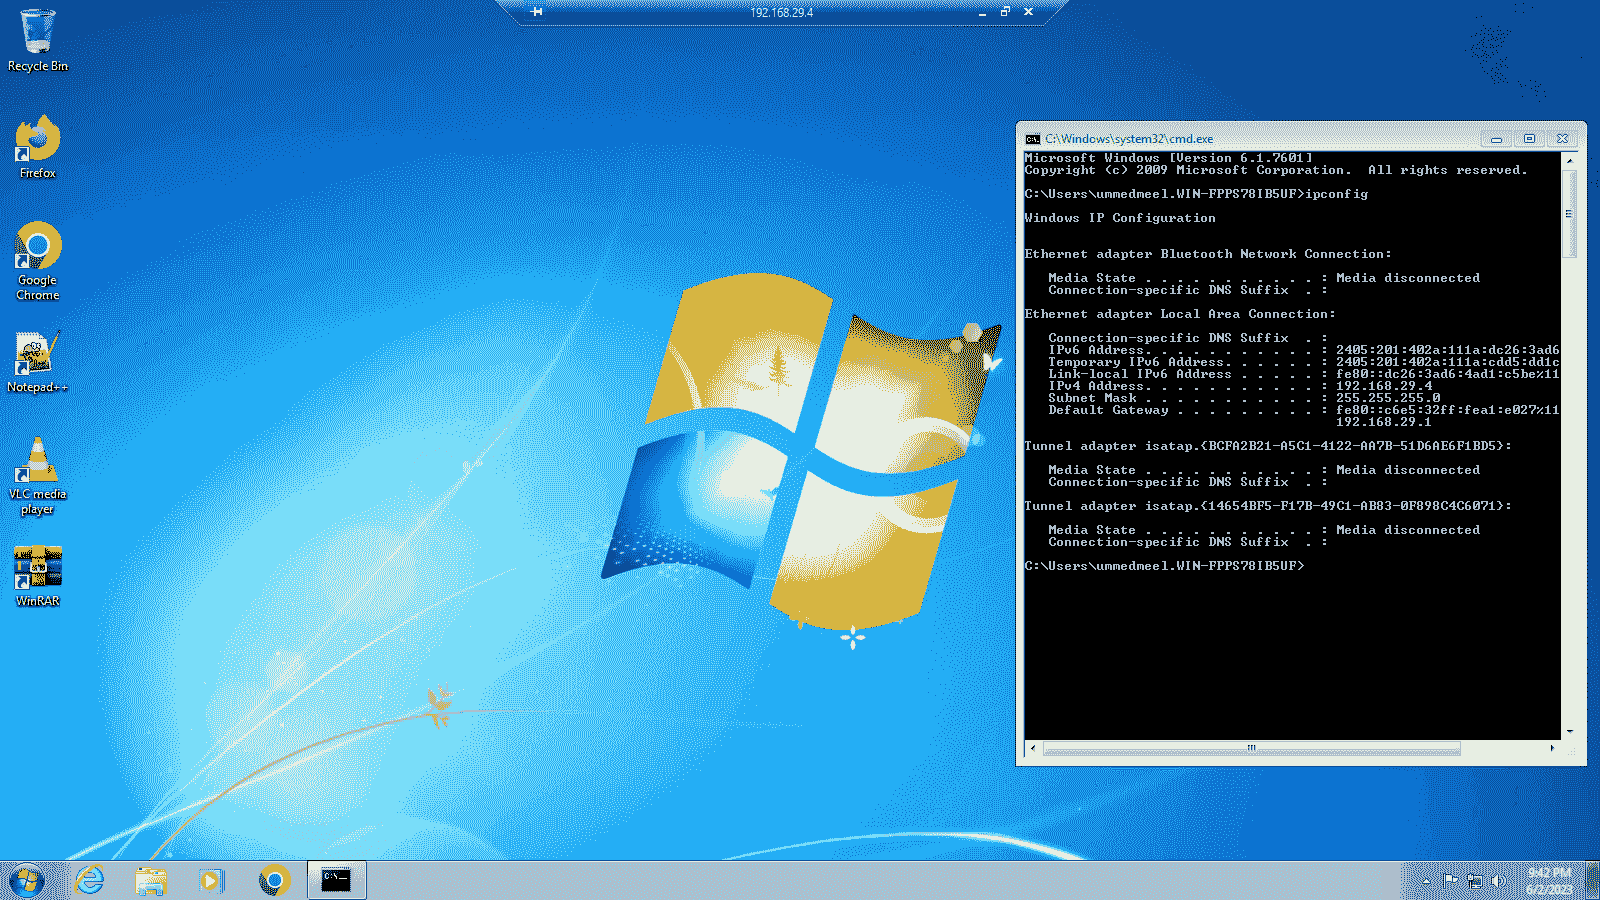 192.168.29.4
Recycle Bin
Firefox
Google
Chrome
Notepad++
VLC media
player
WinRAR
C:\Windows\system32\cmd.exe
Microsoft Windows [Version 6.1.7601]
Copyright (c) 2009 Microsoft Corporation.  All rights reserved.
C:\Users\ummedmeel.WIN-FPPS78IB5UF>ipconfig
Windows IP Configuration
Ethernet adapter Bluetooth Network Connection:
Media State . . . . . . . . . . . : Media disconnected
Connection-specific DNS Suffix  . :
Ethernet adapter Local Area Connection:
Connection-specific DNS Suffix  . :
IPv6 Address. . . . . . . . . . . : 2405:201:402a:111a:dc26:3ad6
Temporary IPv6 Address. . . . . . : 2405:201:402a:111a:cdd5:dd1c
Link-local IPv6 Address . . . . . : fe80::dc26:3ad6:4ad1:c5be%11
IPv4 Address. . . . . . . . . . . : 192.168.29.4
Subnet Mask . . . . . . . . . . . : 255.255.255.0
Default Gateway . . . . . . . . . : fe80::c6e5:32ff:fea1:e027%11
192.168.29.1
Tunnel adapter isatap.{BCFA2B21-A5C1-4122-AA7B-51D6AE6F1BD5}:
Media State . . . . . . . . . . . : Media disconnected
Connection-specific DNS Suffix  . :
Tunnel adapter isatap.{14654BF5-F17B-49C1-AB83-0F898C4C6071}:
Media State . . . . . . . . . . . : Media disconnected
Connection-specific DNS Suffix  . :
C:\Users\ummedmeel.WIN-FPPS78IB5UF>
9:42 PM
6/2/2023